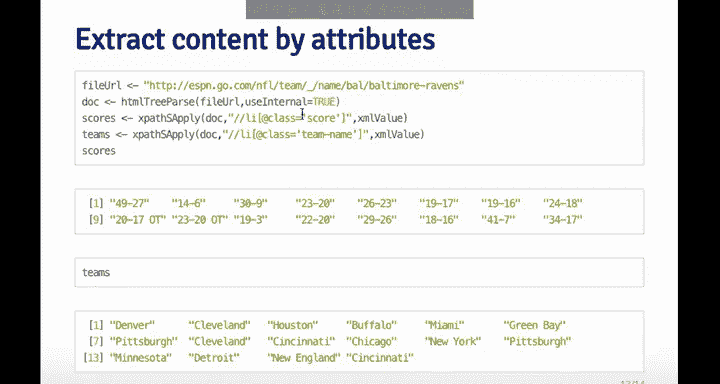 Extract content by attributes
fileUrl <- "http://espn.go.com/nfl/team/_/name/bal/baltimore-ravens"
doc <- htmlTreeParse(fileUrl,useInternal=TRUE)
scores <- xpathSApply(doc,"//li[@class='score']",xmlValue)
teams <- xpathSApply(doc,"//li[@class='team-name']",xmlValue)
scores
[1] "49-27" "14-6" "30-9" "23-20" "26-23" "19-17" "19-16" "24-18"
[9] "20-17 OT" "23-20 OT" "19-3" "22-20" "29-26" "18-16" "41-7" "34-17"
teams
[1] "Denver" "Cleveland" "Houston" "Buffalo" "Miami" "Green Bay"
[7] "Pittsburgh" "Cleveland" "Cincinnati" "Chicago" "New York" "Pittsburgh"
[13] "Minnesota" "Detroit" "New England" "Cincinnati"